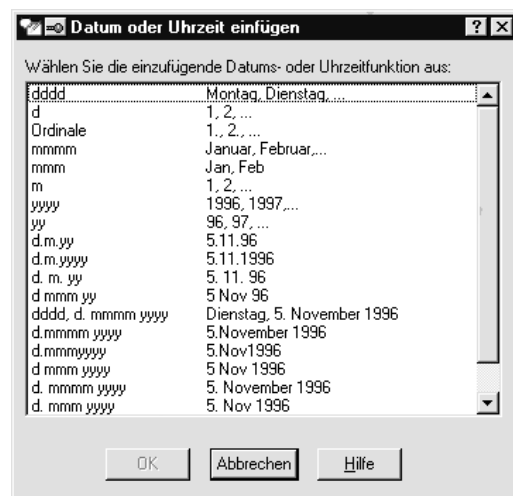 Datum oder Uhrzeit einfügen ? X
Wählen Sie die einzufügende Datums- oder Uhrzeitfunktion aus:
dddd Montag, Dienstag, ...
d 1, 2, ...
Ordinale 1., 2., ...
mmmm Januar, Februar,...
mmm Jan, Feb
m 1, 2, ...
yyyy 1996, 1997,...
yy 96, 97, ...
d.m.yy 5.11.96
d.m.yyyy 5.11.1996
d. m. yy 5. 11. 96
d mmm yy 5 Nov 96
dddd, d. mmmm yyyy Dienstag, 5. November 1996
d.mmmm yyyy 5.November 1996
d.mmmyyyy 5.Nov1996
d mmm yyyy 5 Nov 1996
d. mmmm yyyy 5. November 1996
d. mmm yyyy 5. Nov 1996
OK Abbrechen Hilfe